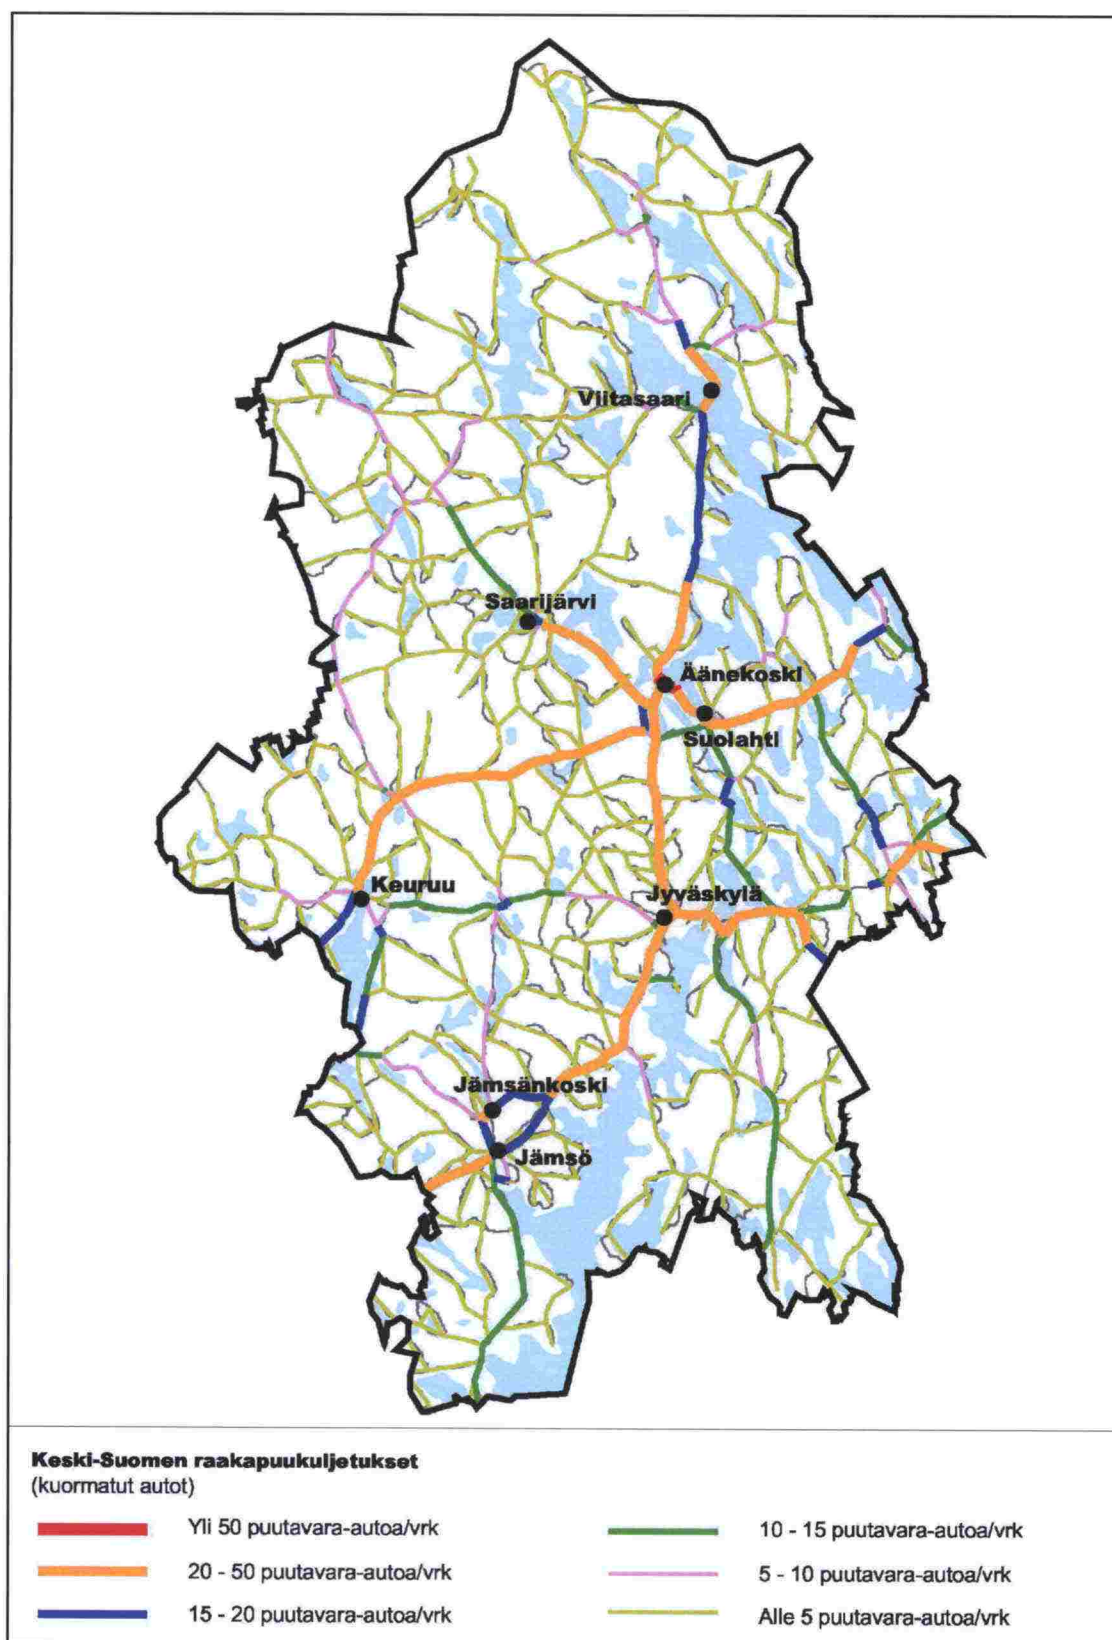 Viitasaari
Saarijärvi
Äänekoski
Suolahti
Keuruu
Jyväskylä
Jämsänkoski
Jämsö
Keski-Suomen raakapuukuljetukset
(kuormatut autot)
Yli 50 puutavara-autoa/vrk
20 - 50 puutavara-autoa/vrk
15 - 20 puutavara-autoa/vrk
10 - 15 puutavara-autoa/vrk
5 - 10 puutavara-autoa/vrk
Alle 5 puutavara-autoa/vrk